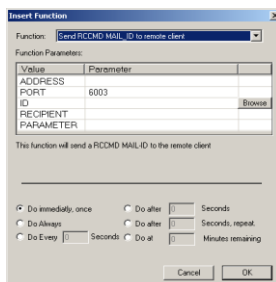 Insert Function
Function: Send RCCMD MAIL_ID to remote client
Function Parameters:
Value Parameter
ADDRESS
PORT 6003
ID Browse
RECIPIENT
PARAMETER
This function will send a RCCMD MAIL-ID to the remote client
Do immediatly, once Do after 0 Seconds
Do Always Do after 0 Seconds, repeat.
Do Every 0 Seconds Do at 0 Minutes remaining
Cancel OK